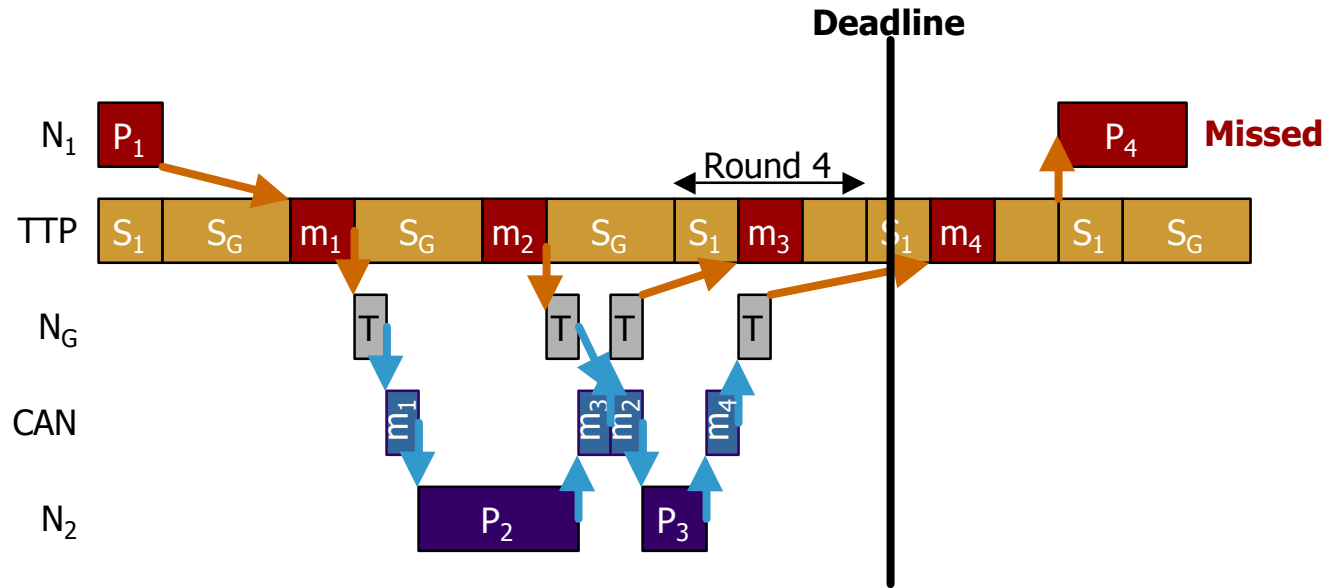 Deadline
N1 P1 P4 Missed
Round 4
TTP S1 SG m1 SG m2 SG S1 m3 S1 m4 S1 SG
NG T T T T
CAN m1 m3 m2 m4
N2 P2 P3